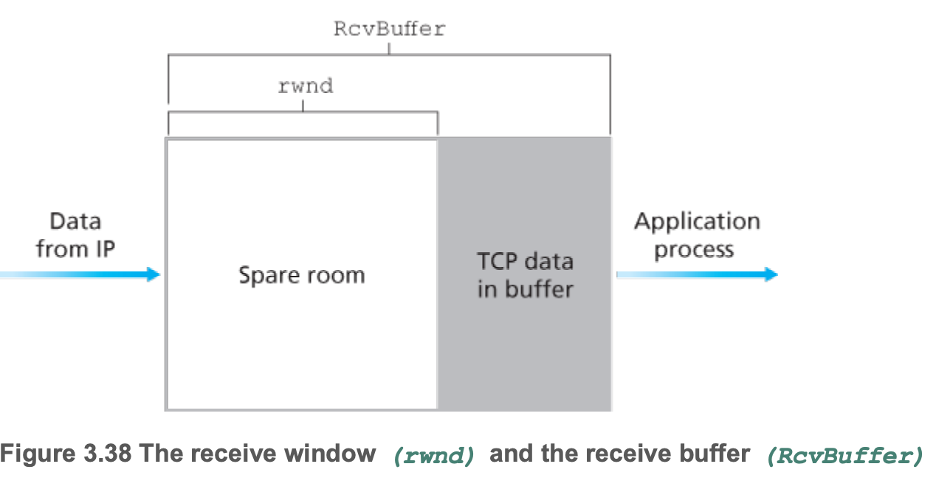 RcvBuffer
rwnd
Data
from IP
Spare room
TCP data
in buffer
Application
process
Figure 3.38 The receive window (rwnd) and the receive buffer (RcvBuffer)